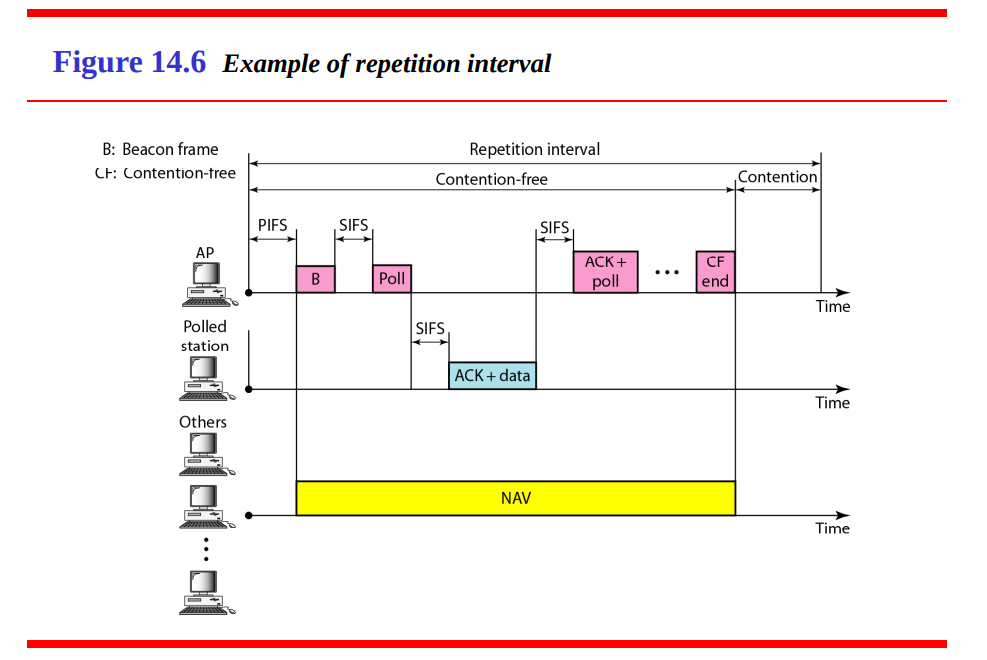 Figure 14.6 Example of repetition interval
B: Beacon frame
CF: Contention-free
Repetition interval
Contention-free
Contention
PIFS
SIFS
SIFS
AP
B
Poll
ACK +
poll
...
CF
end
Time
Polled
station
SIFS
ACK + data
Time
Others
NAV
Time